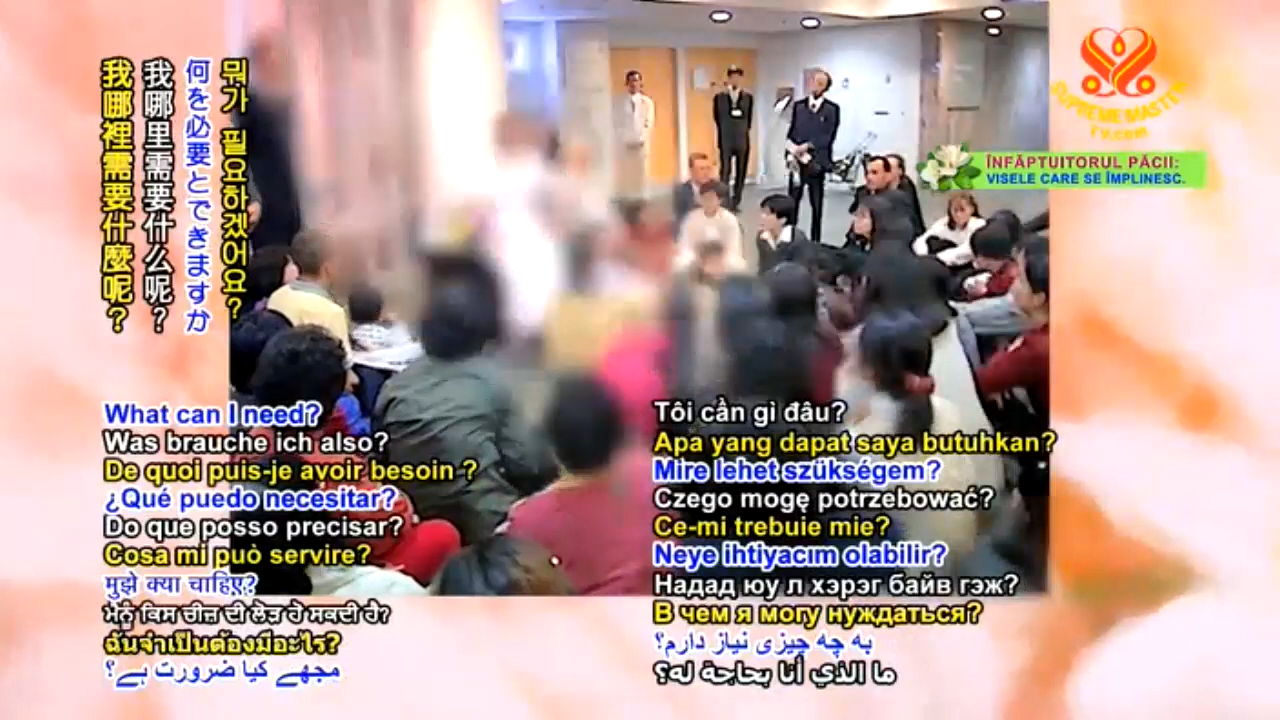 我哪裡需要什麼呢？
我哪里需要什么呢？
何を必要とできますか
뭐가 필요하겠어요?
SUPREME MASTER
TV.com
ÎNFĂPTUITORUL PĂCII:
VISELE CARE SE ÎMPLINESC.
What can I need?
Was brauche ich also?
De quoi puis-je avoir besoin ?
¿Qué puedo necesitar?
Do que posso precisar?
Cosa mi può servire?
मुझे क्या चाहिए?
ਮੈਨੂੰ ਕਿਸ ਚੀਜ਼ ਦੀ ਲੋੜ ਹੋ ਸਕਦੀ ਹੈ?
ฉันจำเป็นต้องมีอะไร?
مجھے کیا ضرورت ہے؟
Tôi cần gì đâu?
Apa yang dapat saya butuhkan?
Mire lehet szükségem?
Czego mogę potrzebować?
Ce-mi trebuie mie?
Neye ihtiyacım olabilir?
Надад юу л хэрэг байв гэж?
В чем я могу нуждаться?
به چه چیزی نیاز دارم؟
ما الذي أنا بحاجة له؟